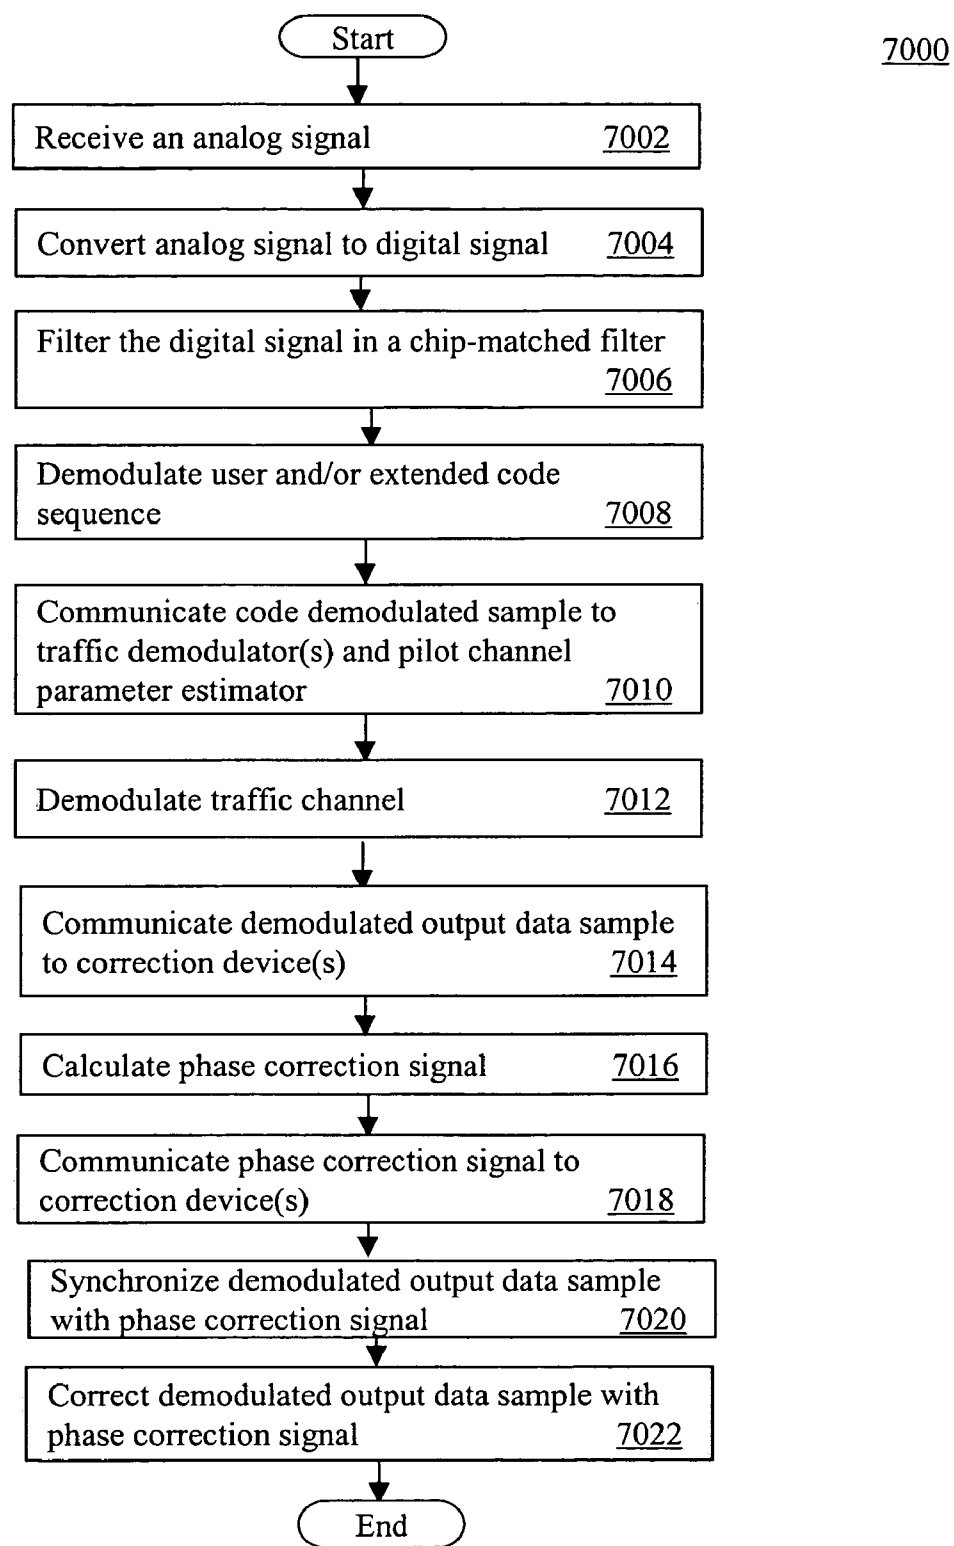 Start
7000
Receive an analog signal 7002
Convert analog signal to digital signal 7004
Filter the digital signal in a chip-matched filter
7006
Demodulate user and/or extended code
sequence 7008
Communicate code demodulated sample to
traffic demodulator(s) and pilot channel
parameter estimator 7010
Demodulate traffic channel 7012
Communicate demodulated output data sample
to correction device(s) 7014
Calculate phase correction signal 7016
Communicate phase correction signal to
correction device(s) 7018
Synchronize demodulated output data sample
with phase correction signal 7020
Correct demodulated output data sample with
phase correction signal 7022
End